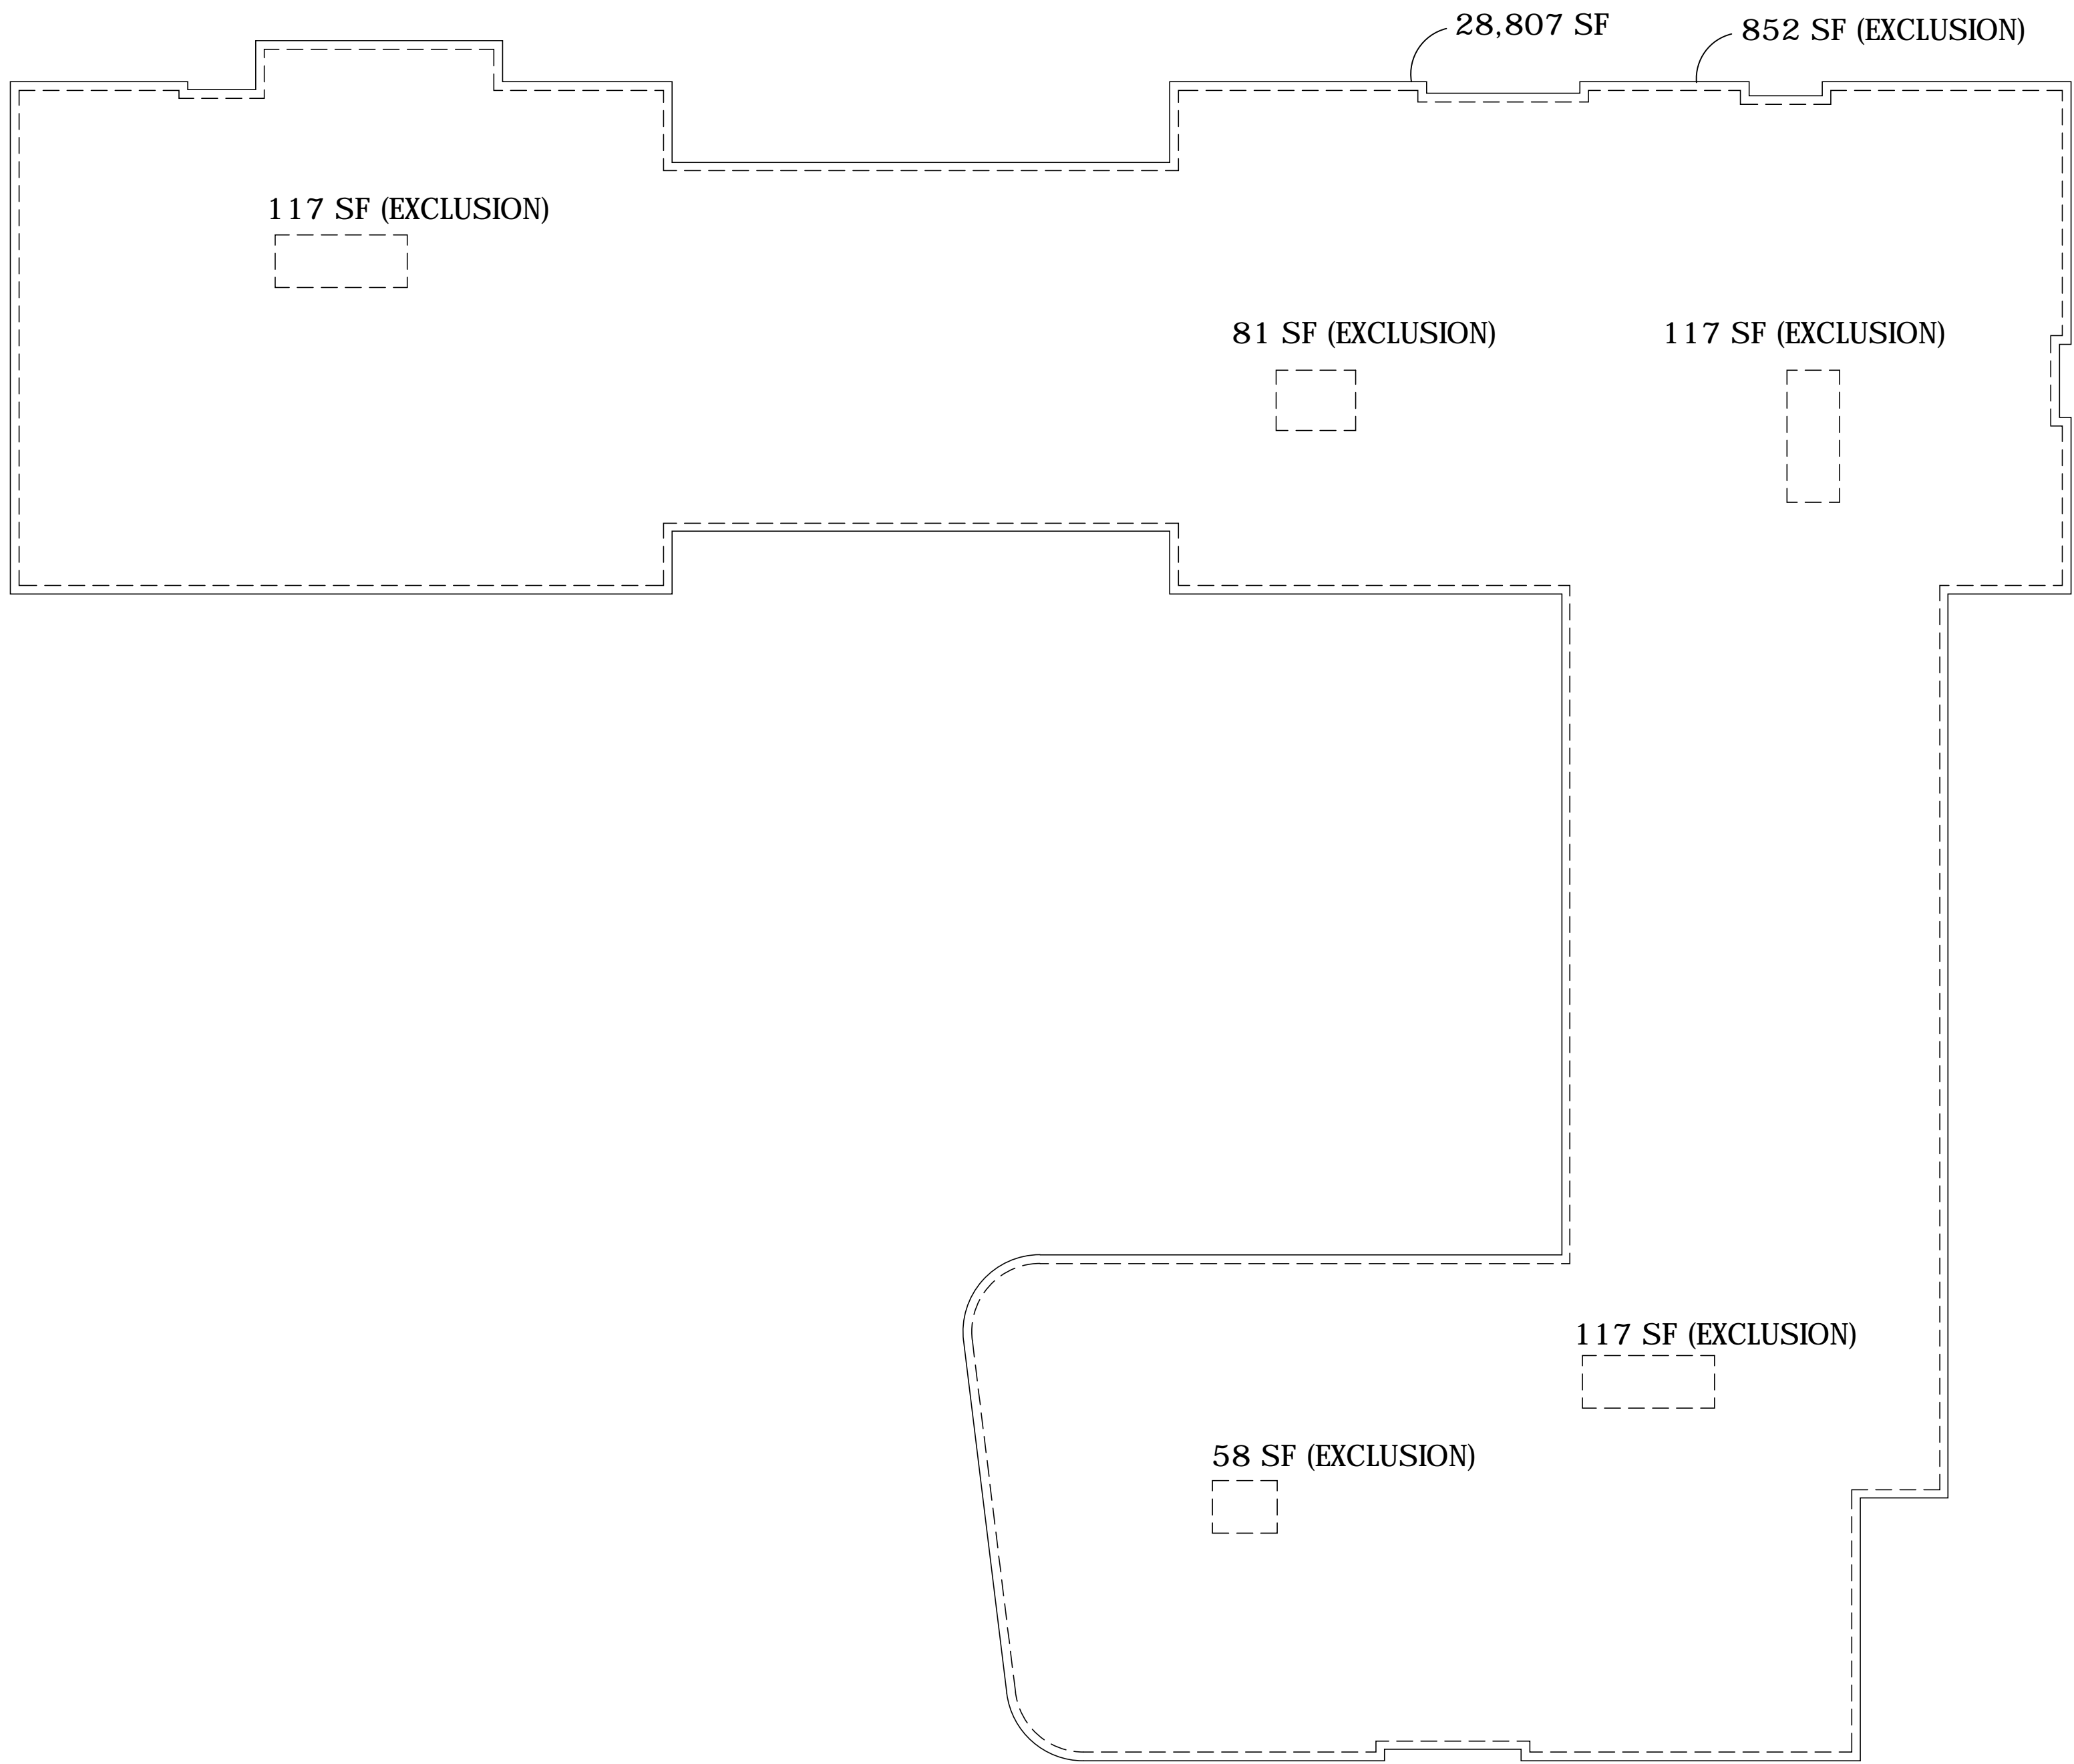 28,807 SF
852 SF (EXCLUSION)
117 SF (EXCLUSION)
81 SF (EXCLUSION)
117 SF (EXCLUSION)
117 SF (EXCLUSION)
58 SF (EXCLUSION)